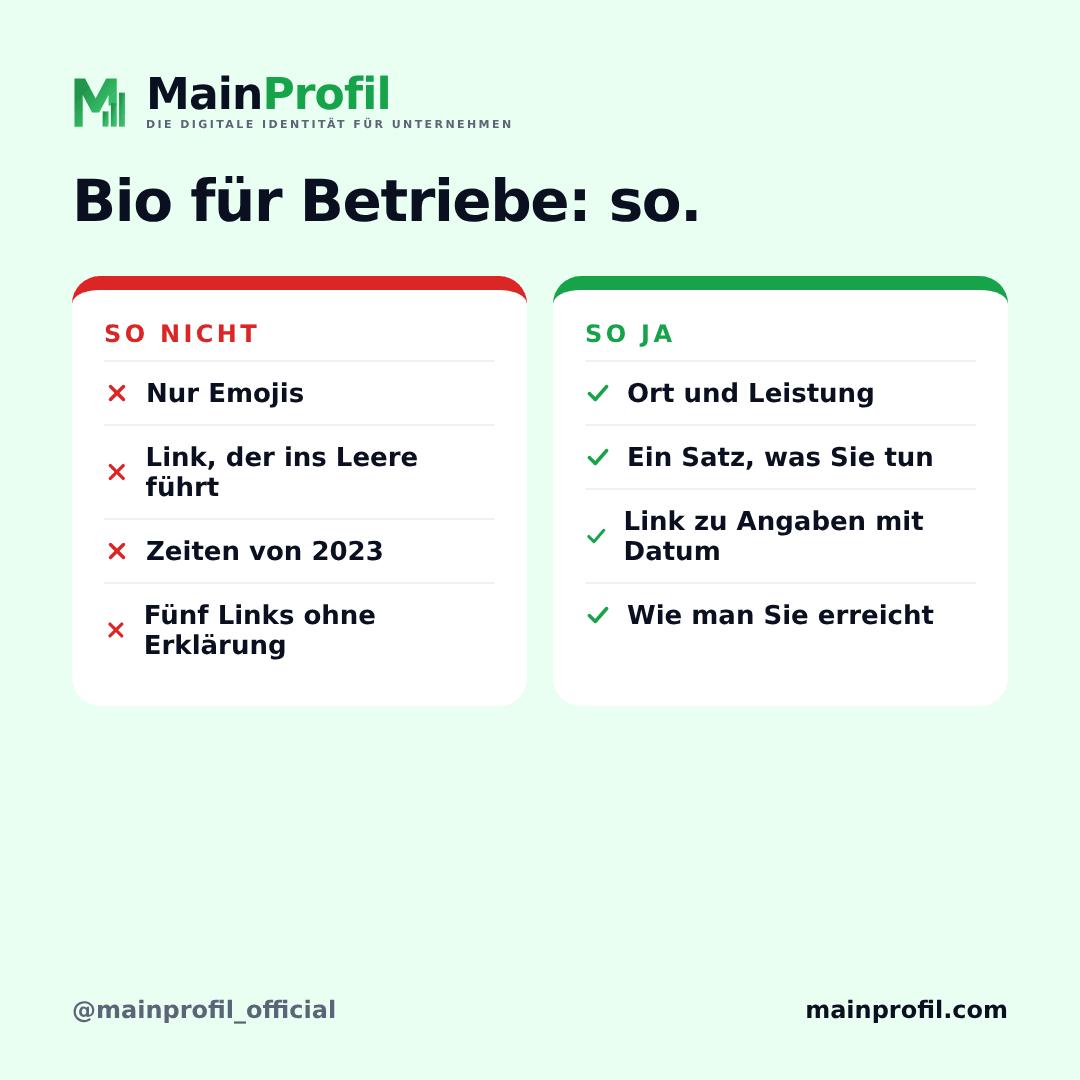 MainProfil
DIE DIGITALE IDENTITÄT FÜR UNTERNEHMEN
Bio für Betriebe: so.
SO NICHT
Nur Emojis
Link, der ins Leere
führt
Zeiten von 2023
Fünf Links ohne
Erklärung
SO JA
Ort und Leistung
Ein Satz, was Sie tun
Link zu Angaben mit
Datum
Wie man Sie erreicht
@mainprofil_official
mainprofil.com